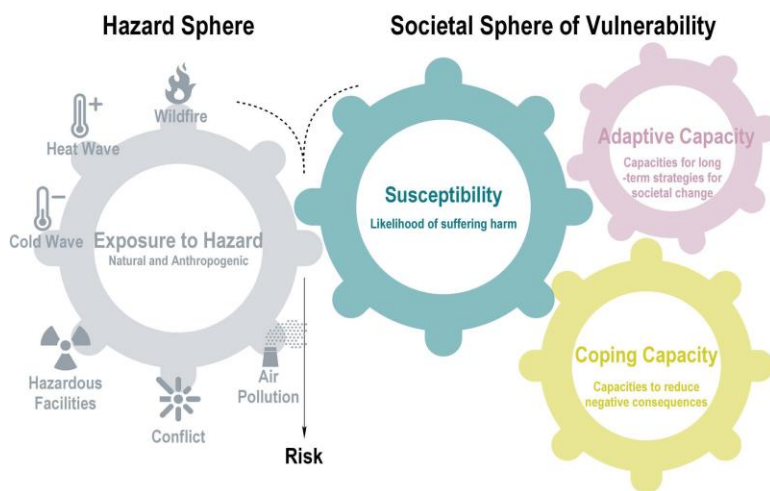 Hazard Sphere
Societal Sphere of Vulnerability
Wildfire
Heat Wave
Cold Wave
Exposure to Hazard
Natural and Anthropogenic
Hazardous
Facilities
Conflict
Air
Pollution
Risk
Susceptibility
Likelihood of suffering harm
Adaptive Capacity
Capacities for long
-term strategies for
societal change
Coping Capacity
Capacities to reduce
negative consequences